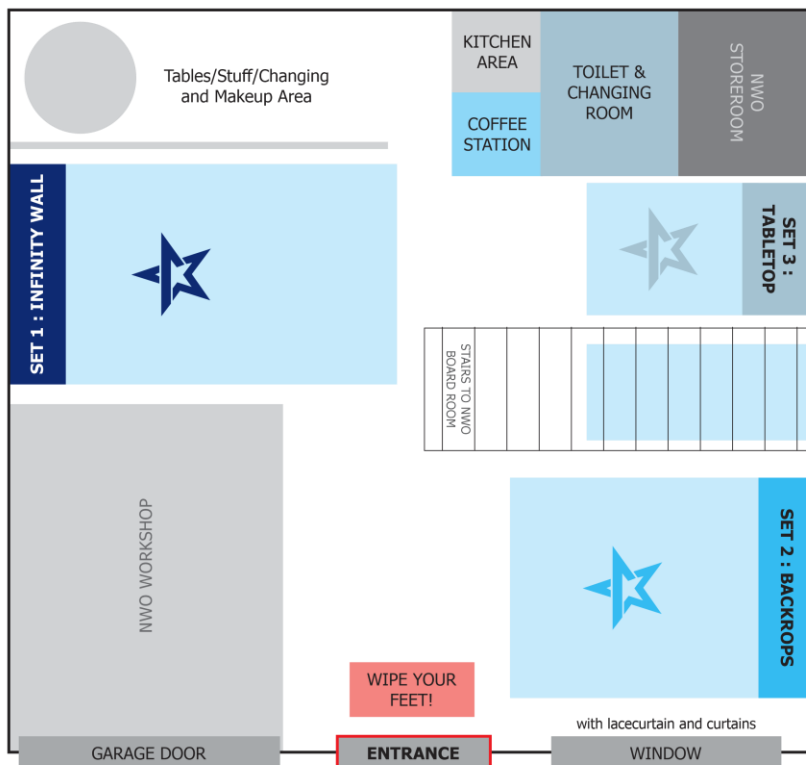 KITCHEN
AREA
NWO
STOREROOM
Tables/Stuff/Changing
and Makeup Area
TOILET &
CHANGING
ROOM
COFFEE
STATION
SET 1 : INFINITY WALL
SET 3 :
TABLETOP
STAIRS TO NWO
BOARD ROOM
NWO WORKSHOP
SET 2 : BACKROPS
WIPE YOUR
FEET!
with lacecurtain and curtains
GARAGE DOOR
ENTRANCE
WINDOW